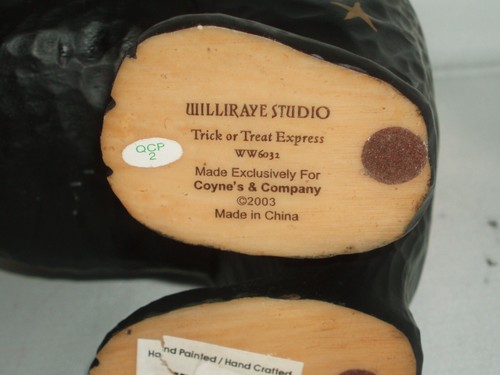 WILLIRAYE STUDIO
Trick or Treat Express
WW6032
QCP
2
Made Exclusively For
Coyne's & Company
©2003
Made in China
Hand Painted / Hand Crafted